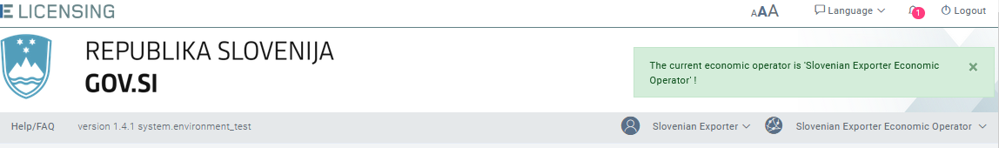 E LICENSING
AAA
Language
1
Logout
REPUBLIKA SLOVENIJA
GOV.SI
The current economic operator is 'Slovenian Exporter Economic
Operator' !
×
Help/FAQ
version 1.4.1 system.environment_test
Slovenian Exporter
Slovenian Exporter Economic Operator